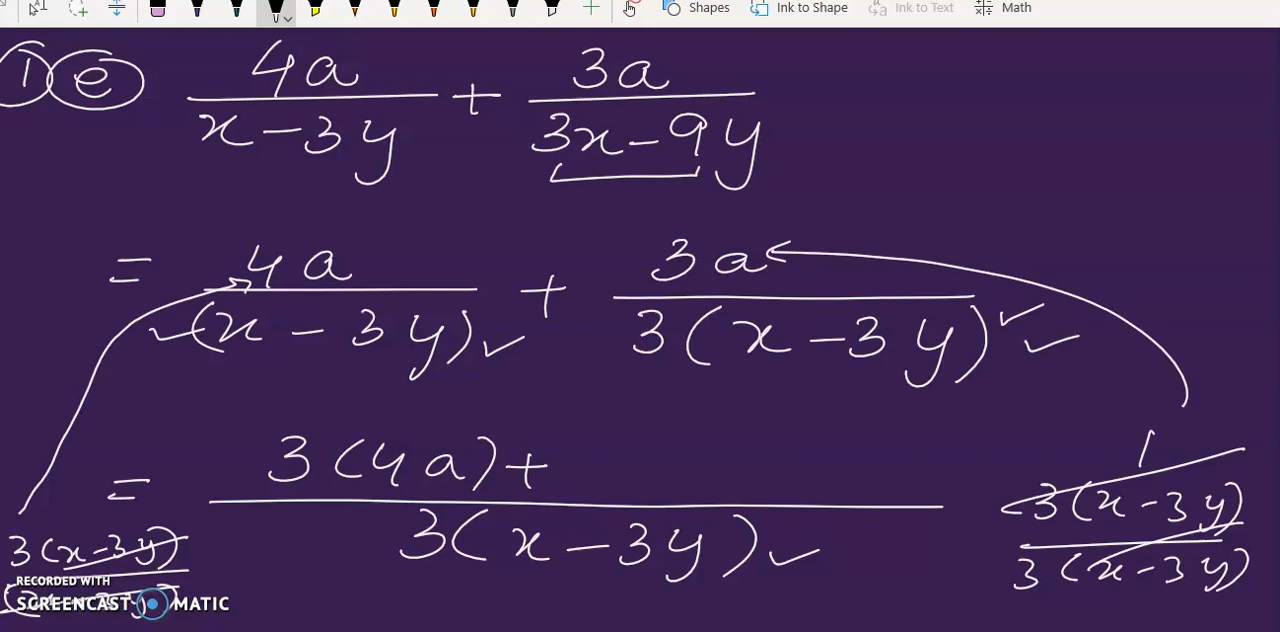 Shapes Ink to Shape Ink to Text Math
1 e 4a/(x-3y) + 3a/(3x-9y)
= 4a/(x-3y) + 3a/3(x-3y)
= (3(4a)+)/3(x-3y)
1
3(x-3y)/3(x-3y)
3(x-3y)
RECORDED WITH
SCREENCAST MATIC